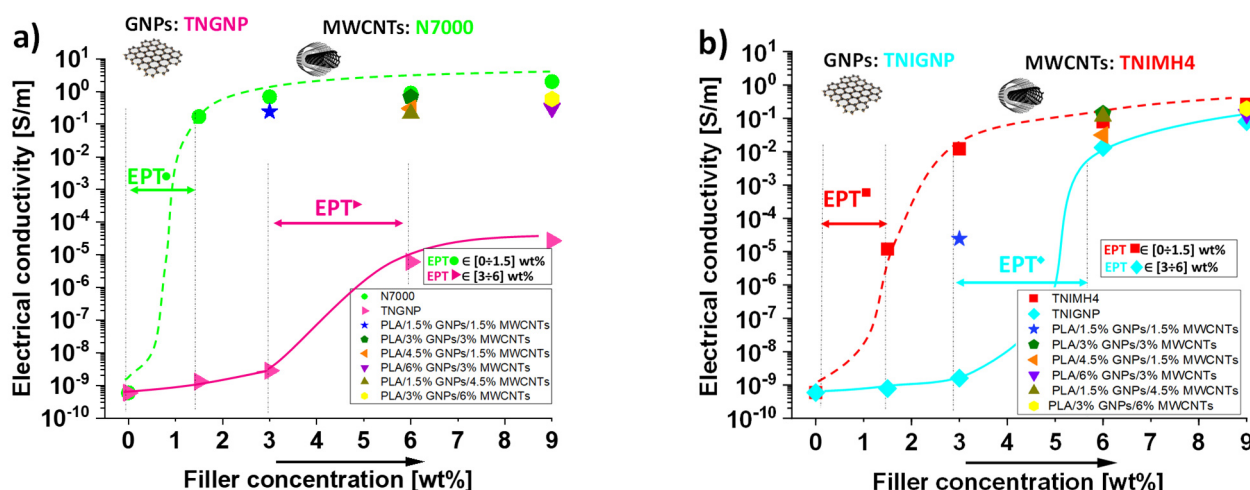 a)
GNPs: TNGNP
MWCNTs: N7000
Electrical conductivity [S/m]
10^1
10^0
10^-1
10^-2
10^-3
10^-4
10^-5
10^-6
10^-7
10^-8
10^-9
10^-10
EPT●
EPT▶
EPT●∈ [0÷1.5] wt%
EPT▶∈ [3÷6] wt%
N7000
TNGNP
PLA/1.5% GNPs/1.5% MWCNTs
PLA/3% GNPs/3% MWCNTs
PLA/4.5% GNPs/1.5% MWCNTs
PLA/6% GNPs/3% MWCNTs
PLA/1.5% GNPs/4.5% MWCNTs
PLA/3% GNPs/6% MWCNTs
0 1 2 3 4 5 6 7 8 9
Filler concentration [wt%]
b)
GNPs: TNIGNP
MWCNTs: TNIMH4
Electrical conductivity [S/m]
10^1
10^0
10^-1
10^-2
10^-3
10^-4
10^-5
10^-6
10^-7
10^-8
10^-9
10^-10
EPT■
EPT◆
EPT■∈ [0÷1.5] wt%
EPT◆∈ [3÷6] wt%
TNIMH4
TNIGNP
PLA/1.5% GNPs/1.5% MWCNTs
PLA/3% GNPs/3% MWCNTs
PLA/4.5% GNPs/1.5% MWCNTs
PLA/6% GNPs/3% MWCNTs
PLA/1.5% GNPs/4.5% MWCNTs
PLA/3% GNPs/6% MWCNTs
0 1 2 3 4 5 6 7 8 9
Filler concentration [wt%]